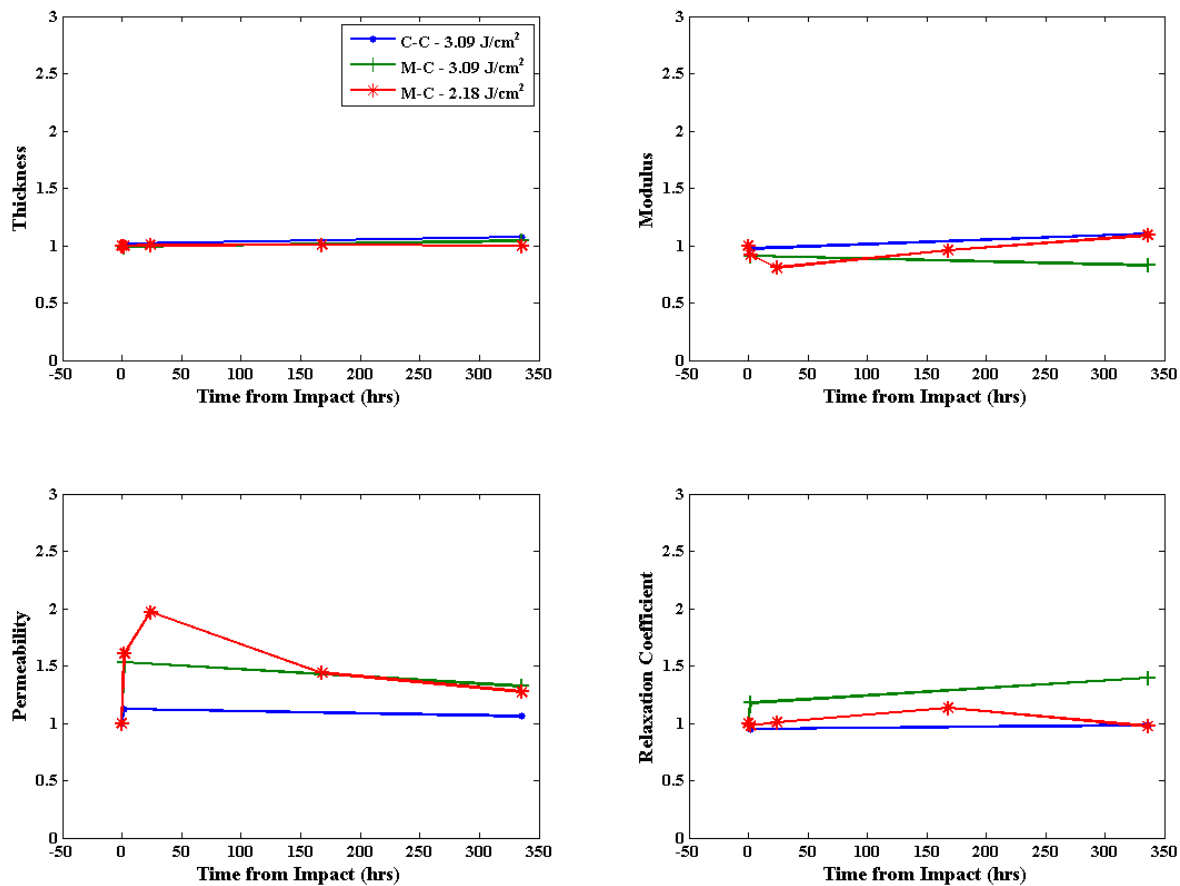 3
2.5
2
1.5
1
0.5
0
-50 0 50 100 150 200 250 300 350
Thickness
Time from Impact (hrs)
C-C - 3.09 J/cm²
M-C - 3.09 J/cm²
M-C - 2.18 J/cm²
3
2.5
2
1.5
1
0.5
0
-50 0 50 100 150 200 250 300 350
Modulus
Time from Impact (hrs)
3
2.5
2
1.5
1
0.5
0
-50 0 50 100 150 200 250 300 350
Permeability
Time from Impact (hrs)
3
2.5
2
1.5
1
0.5
0
-50 0 50 100 150 200 250 300 350
Relaxation Coefficient
Time from Impact (hrs)